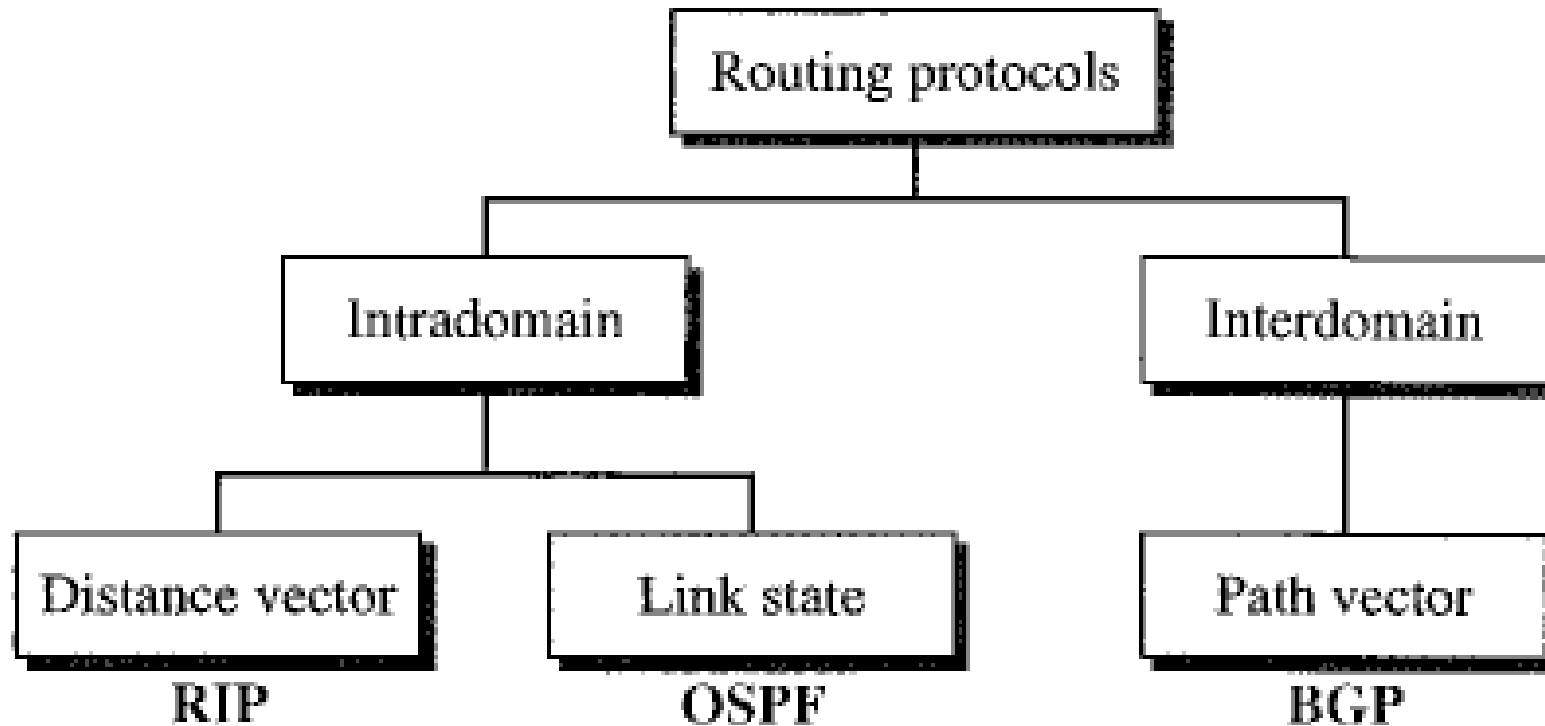 Routing protocols
Intradomain
Interdomain
Distance vector
Link state
Path vector
RIP
OSPF
BGP